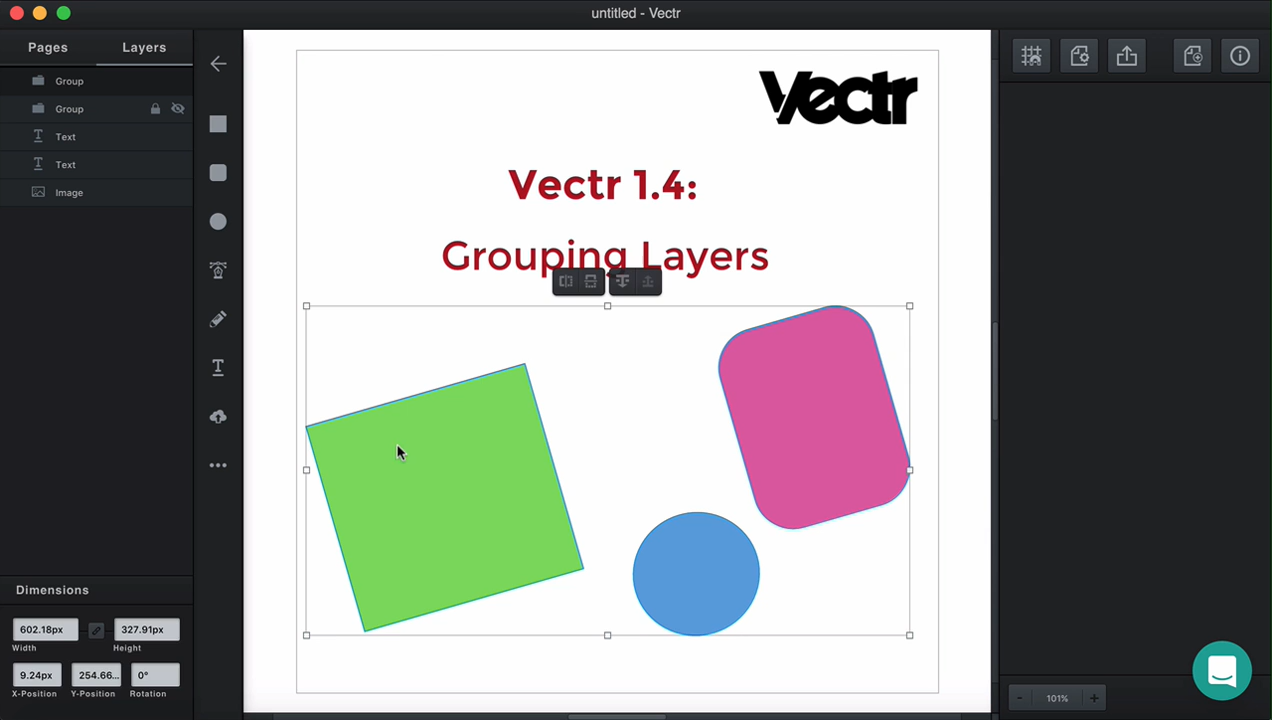 untitled - Vectr
Pages
Layers
Group
Group
Text
Text
Image
Vectr
Vectr 1.4:
Grouping Layers
Dimensions
602.18px
327.91px
Width
Height
9.24px
254.66...
0°
X-Position
Y-Position
Rotation
- 101% +